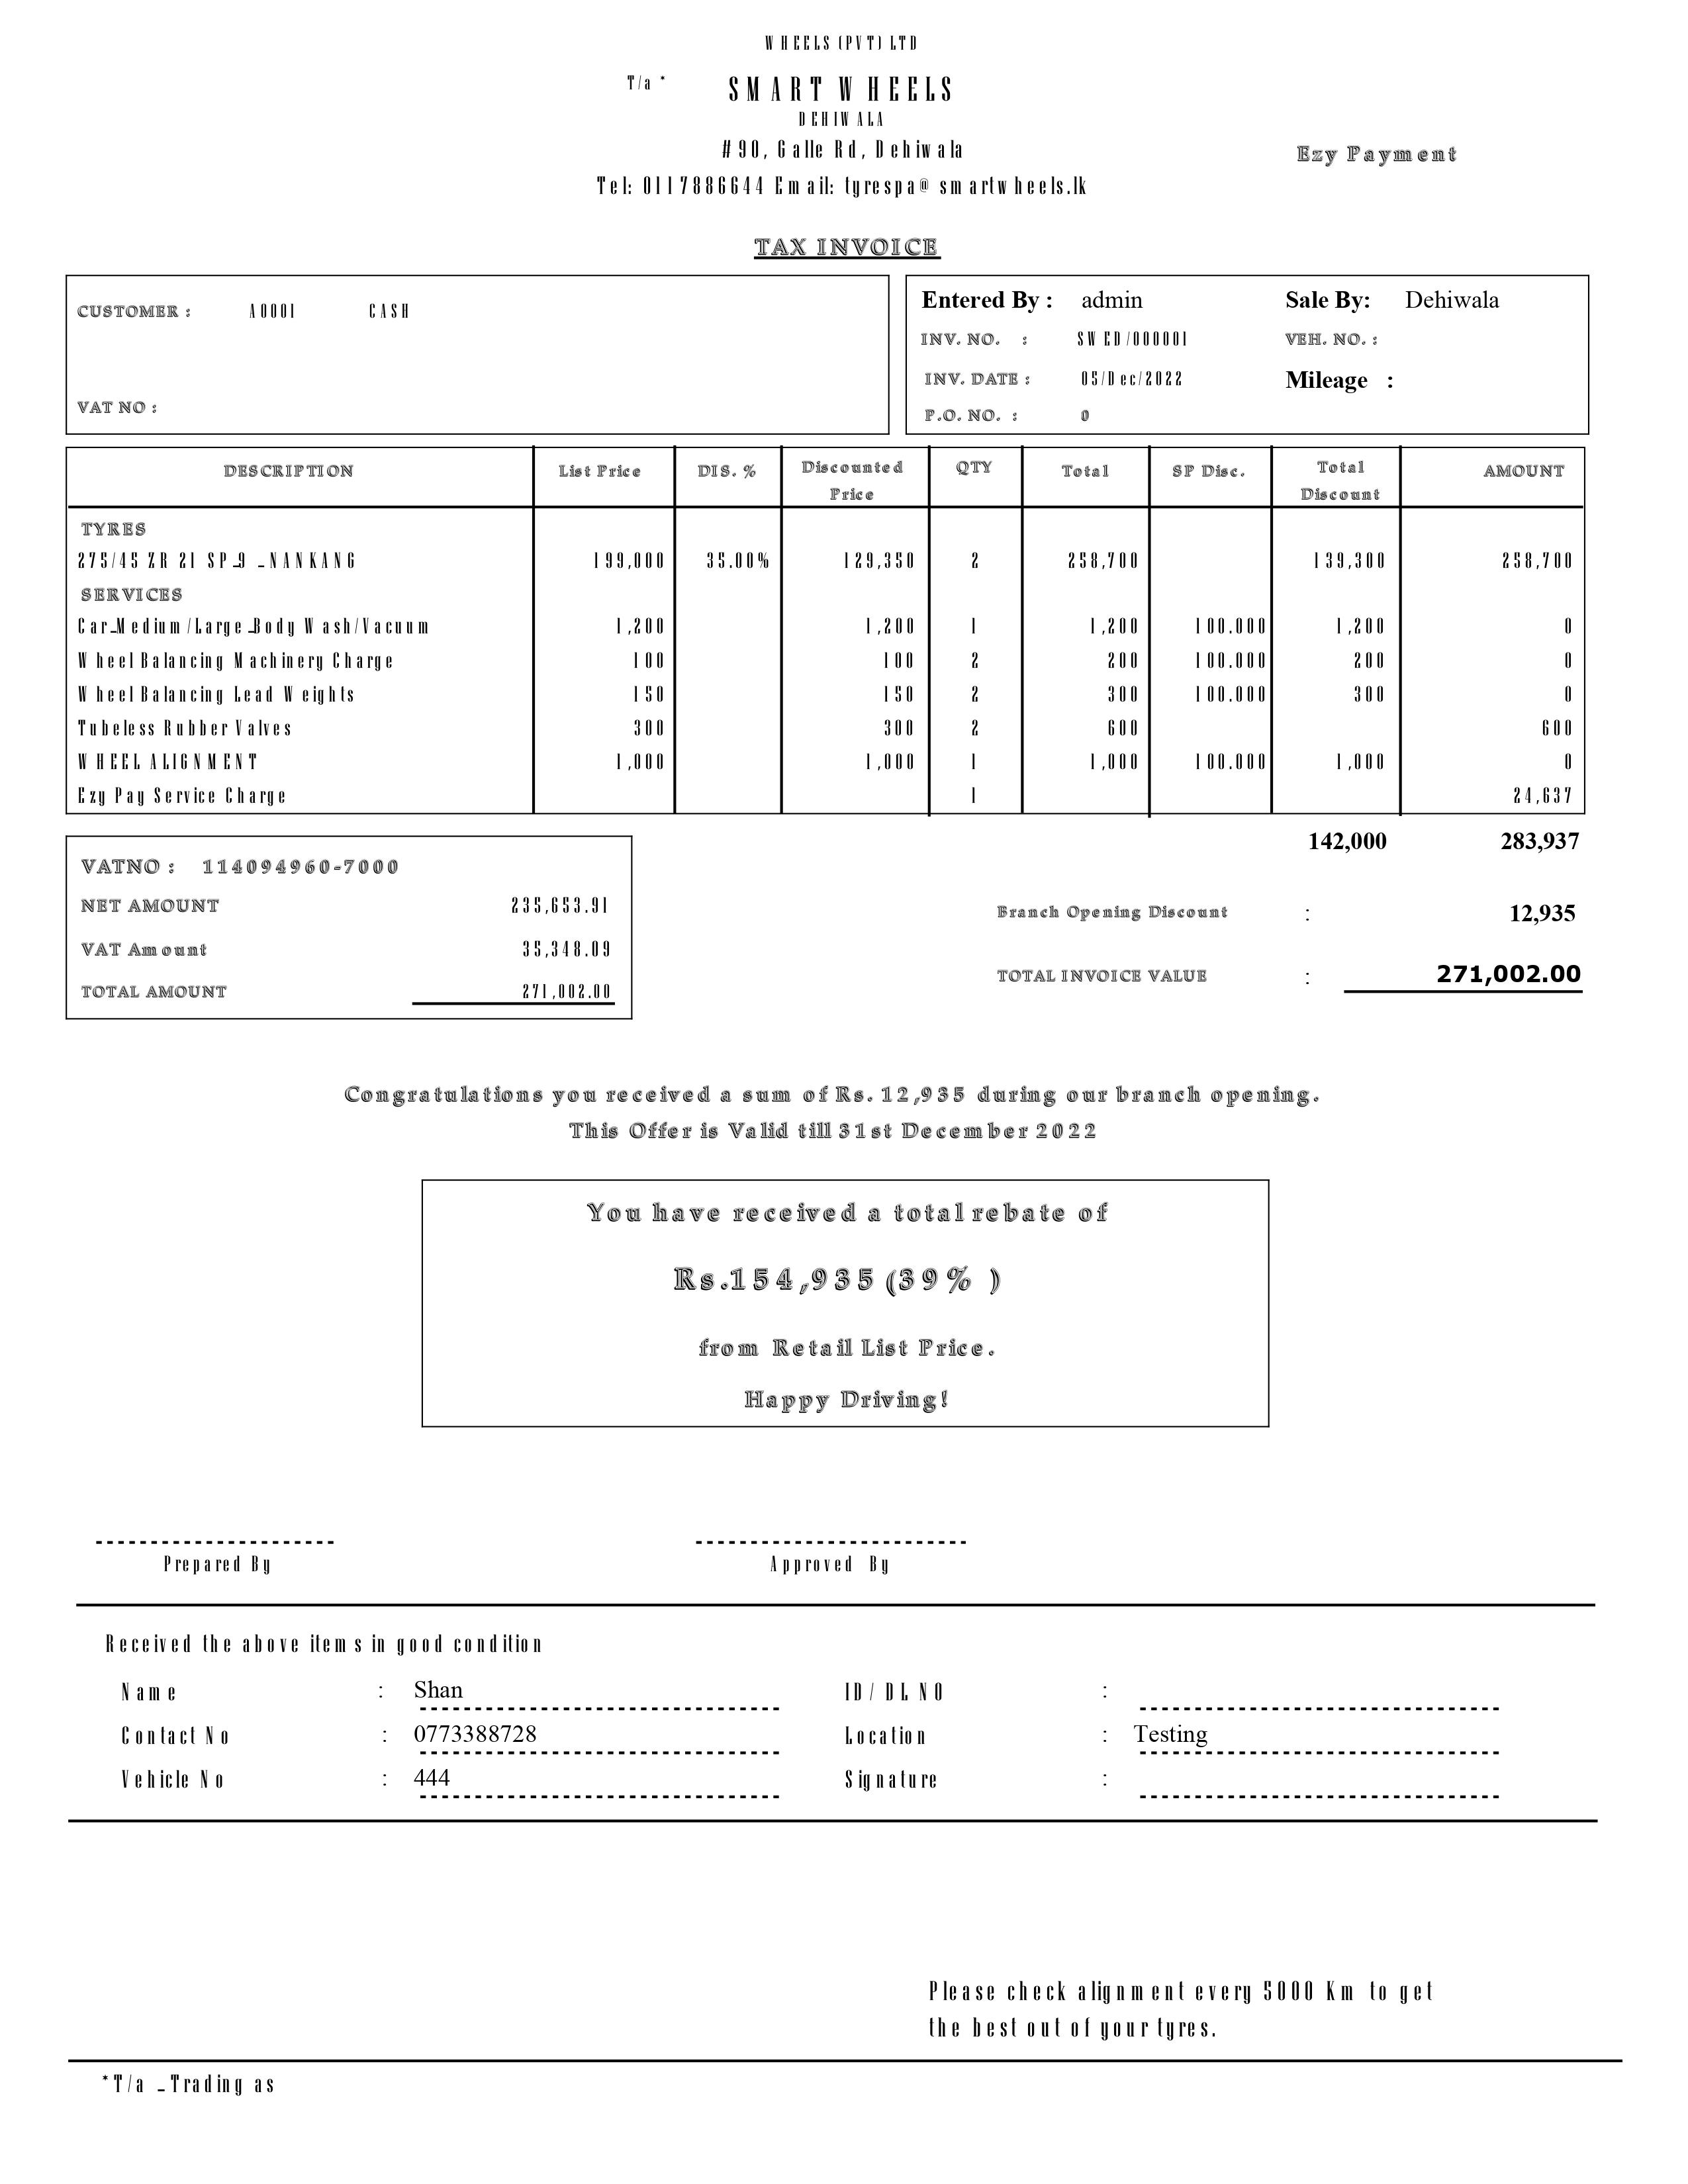 WHEELS (PVT) LTD
T/a * SMART WHEELS
DEHIWALA
#90, Galle Rd, Dehiwala
Ezy Payment
Tel: 0117886644 Email: tyrespa@smartwheels.lk
TAX INVOICE
CUSTOMER : A0001 CASH
VAT NO :
Entered By : admin Sale By: Dehiwala
INV. NO. : SWED/000001 VEH. NO. :
INV. DATE : 05/Dec/2022 Mileage :
P.O. NO. : 0
DESCRIPTION List Price DIS. % Discounted Price QTY Total SP Disc. Total Discount AMOUNT
TYRES
275/45 ZR 21 SP-9 -NANKANG 199,000 35.00% 129,350 2 258,700 139,300 258,700
SERVICES
Car-Medium/Large-Body Wash/Vacuum 1,200 1,200 1 1,200 100.000 1,200 0
Wheel Balancing Machinery Charge 100 100 2 200 100.000 200 0
Wheel Balancing Lead Weights 150 150 2 300 100.000 300 0
Tubeless Rubber Valves 300 300 2 600 600
WHEEL ALIGNMENT 1,000 1,000 1 1,000 100.000 1,000 0
Ezy Pay Service Charge 1 24,637
142,000 283,937
VATNO : 114094960-7000
NET AMOUNT 235,653.91
VAT Amount 35,348.09
TOTAL AMOUNT 271,002.00
Branch Opening Discount : 12,935
TOTAL INVOICE VALUE : 271,002.00
Congratulations you received a sum of Rs. 12,935 during our branch opening.
This Offer is Valid till 31st December 2022
You have received a total rebate of
Rs.154,935 (39% )
from Retail List Price.
Happy Driving!
Prepared By Approved By
Received the above items in good condition
Name : Shan ID/ DL NO :
Contact No : 0773388728 Location : Testing
Vehicle No : 444 Signature :
Please check alignment every 5000 Km to get
the best out of your tyres.
*T/a - Trading as